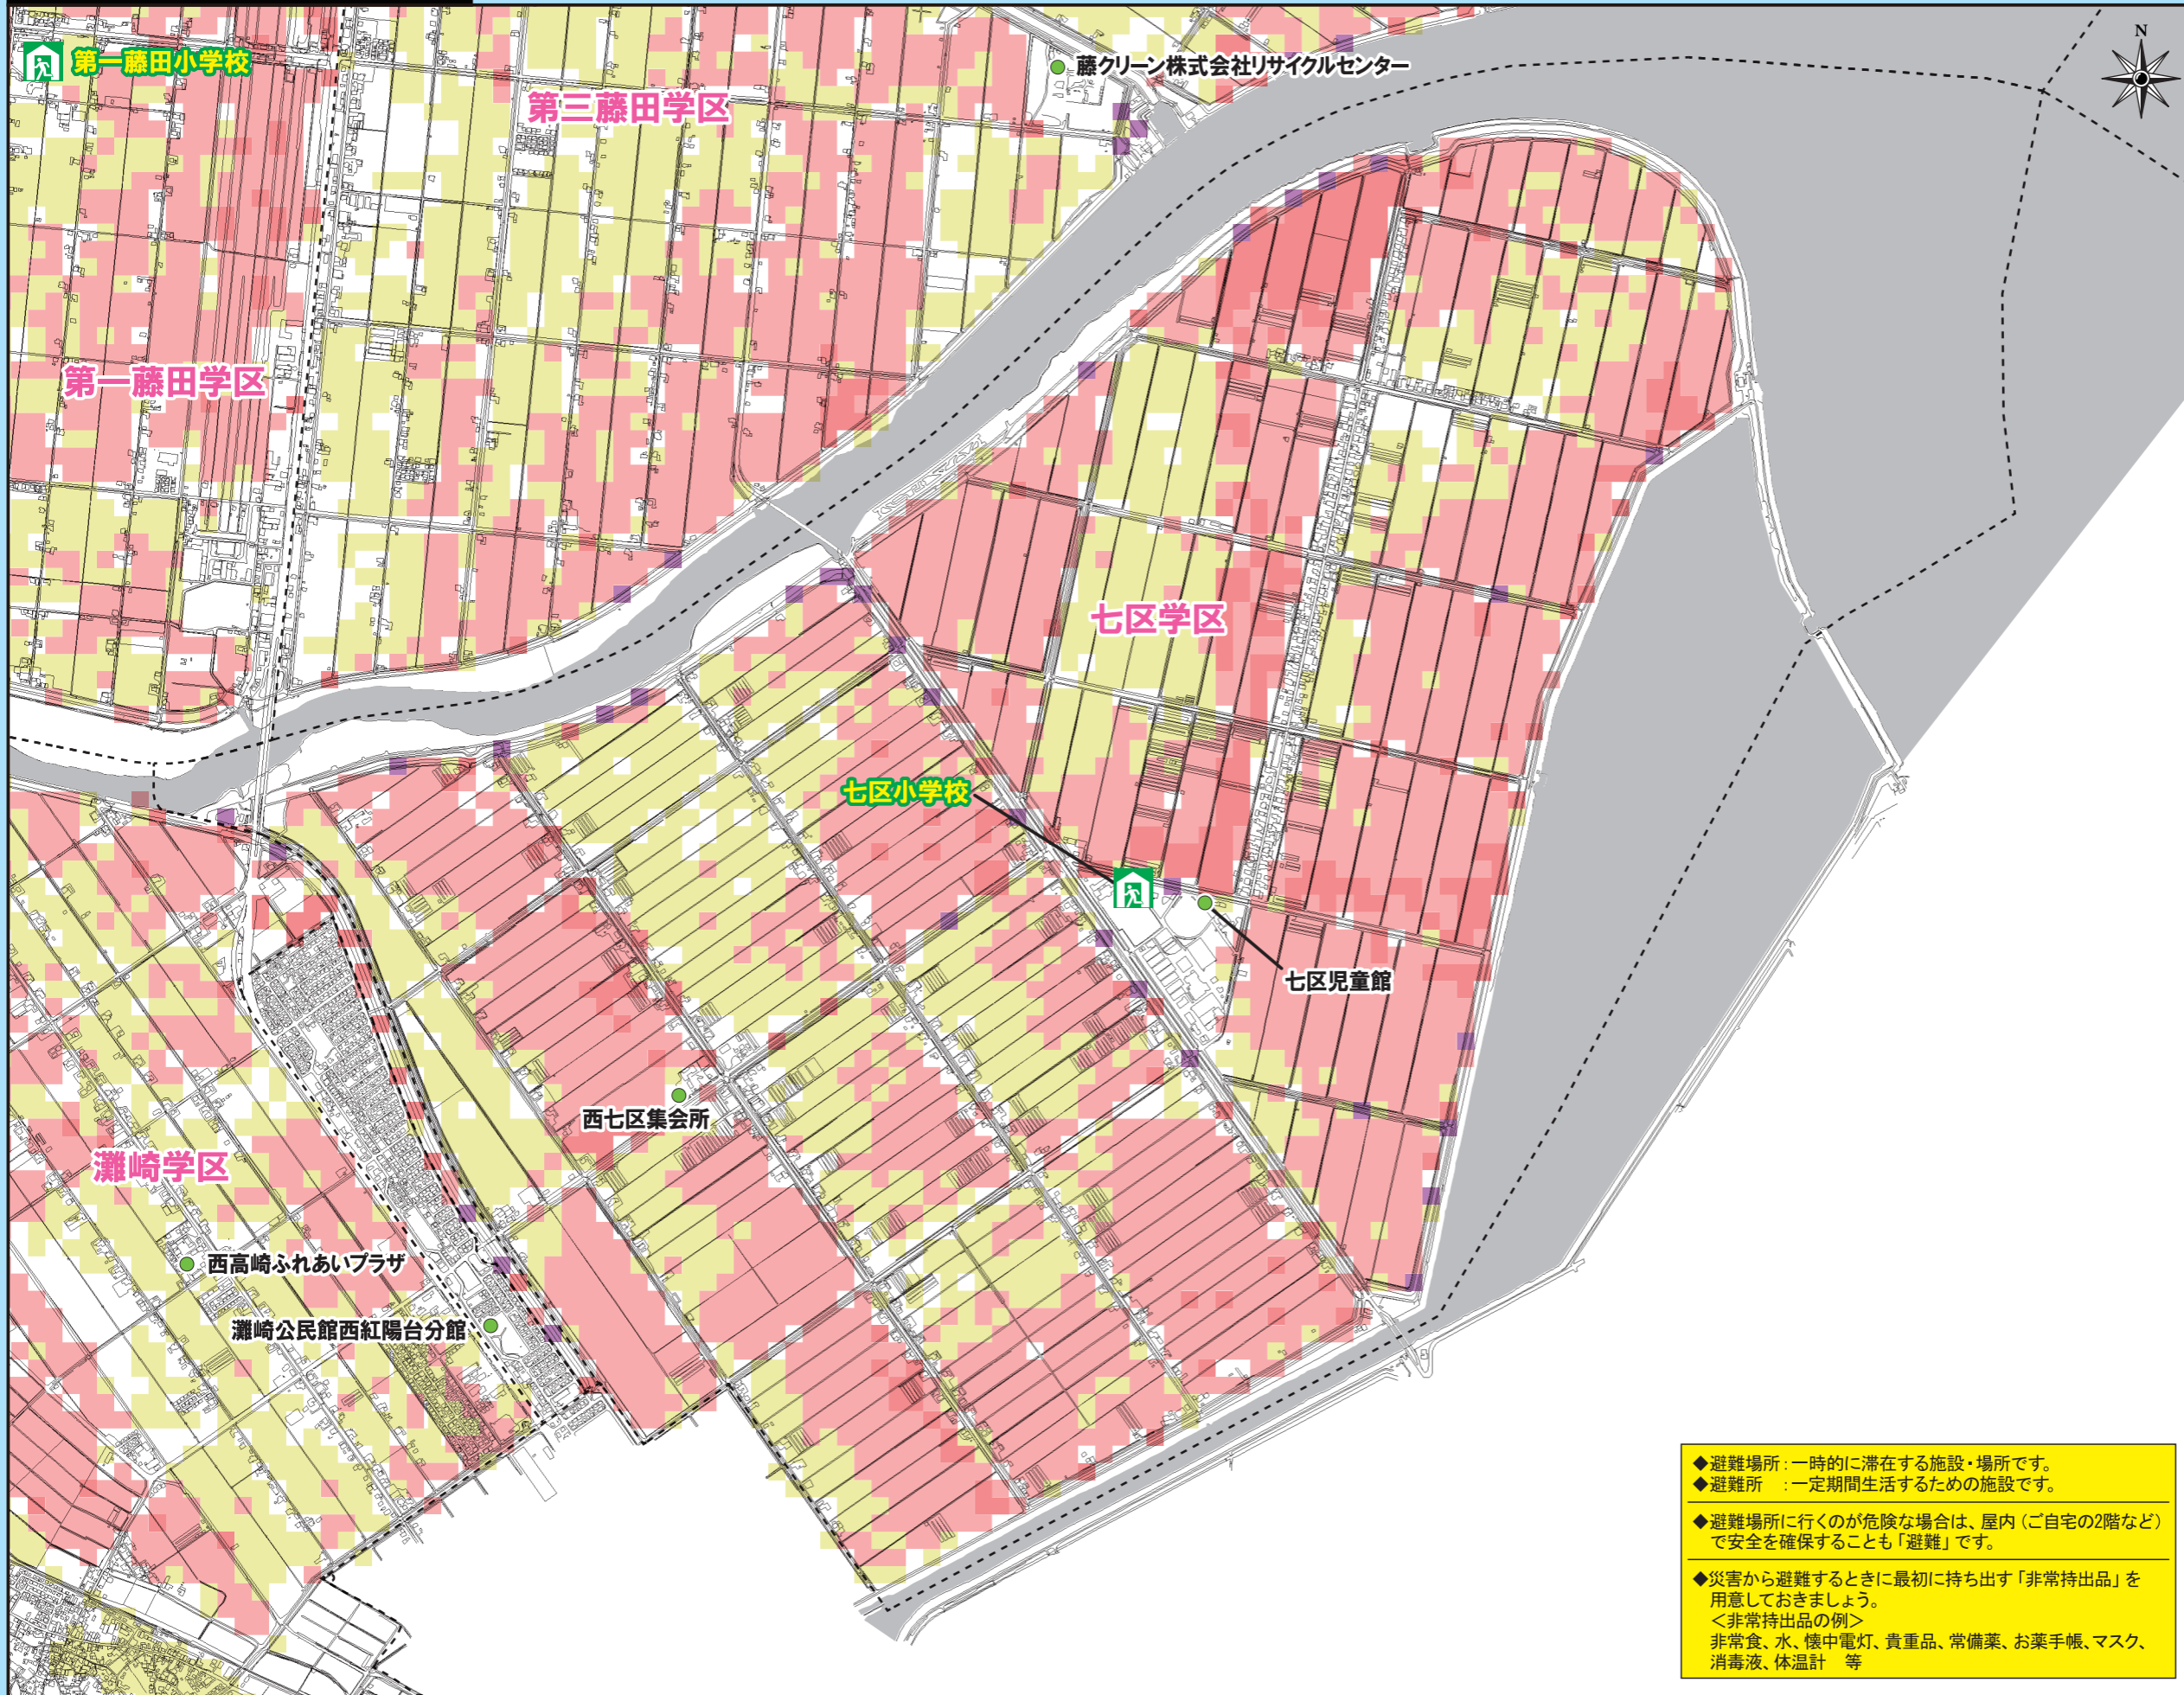 N
第一藤田小学校
藤クリーン株式会社リサイクルセンター
第三藤田学区
第一藤田学区
七区学区
七区小学校
七区児童館
西七区集会所
灘崎学区
西高崎ふれあいプラザ
灘崎公民館西紅陽台分館
◆避難場所：一時的に滞在する施設・場所です。
◆避難所　：一定期間生活するための施設です。
◆避難場所に行くのが危険な場合は、屋内（ご自宅の2階など）
で安全を確保することも「避難」です。
◆災害から避難するときに最初に持ち出す「非常持出品」を
用意しておきましょう。
＜非常持出品の例＞
非常食、水、懐中電灯、貴重品、常備薬、お薬手帳、マスク、
消毒液、体温計　等